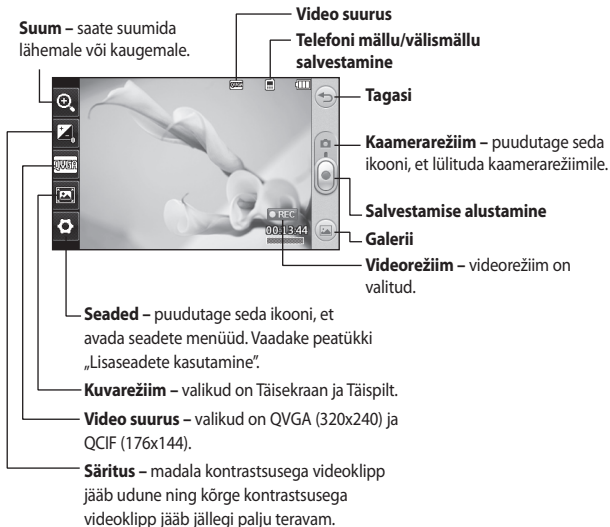 Suum – saate suumida
lähemale või kaugemale.
Video suurus
Telefoni mällu/välismällu
salvestamine
Tagasi
Kaamerarežiim – puudutage seda
ikooni, et lülituda kaamerarežiimile.
Salvestamise alustamine
Galerii
Videorežiim – videorežiim on
valitud.
QVGA
QVGA
REC
00:13:44
Seaded – puudutage seda ikooni, et
avada seadete menüüd. Vaadake peatükki
„Lisaseadete kasutamine”.
Kuvarežiim – valikud on Täisekraan ja Täispilt.
Video suurus – valikud on QVGA (320x240) ja
QCIF (176x144).
Säritus – madala kontrastsusega videoklipp
jääb udune ning kõrge kontrastsusega
videoklipp jääb jällegi palju teravam.